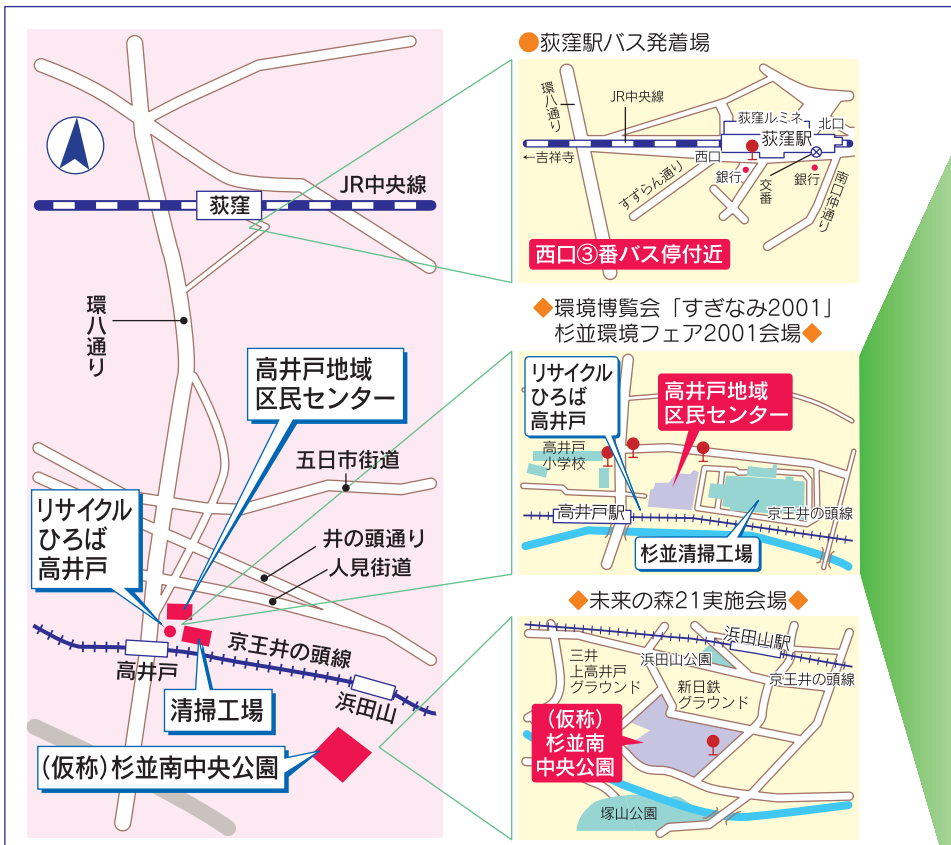 JR中央線
荻窪
環八通り
高井戸地域
区民センター
五日市街道
リサイクル
ひろば
高井戸
井の頭通り
人見街道
京王井の頭線
高井戸
浜田山
清掃工場
(仮称)杉並南中央公園
●荻窪駅バス発着場
環八通り
JR中央線
荻窪ルミネ
北口
荻窪駅
←吉祥寺
西口
すずらん通り
銀行
交番
銀行
南口仲通り
西口③番バス停付近
◆環境博覧会「すぎなみ2001」
杉並環境フェア2001会場◆
リサイクル
ひろば
高井戸
高井戸地域
区民センター
高井戸
小学校
高井戸駅
京王井の頭線
杉並清掃工場
◆未来の森21実施会場◆
浜田山駅
三井
上高井戸
グラウンド
浜田山公園
京王井の頭線
新日鉄
グラウンド
(仮称)
杉並南
中央公園
塚山公園